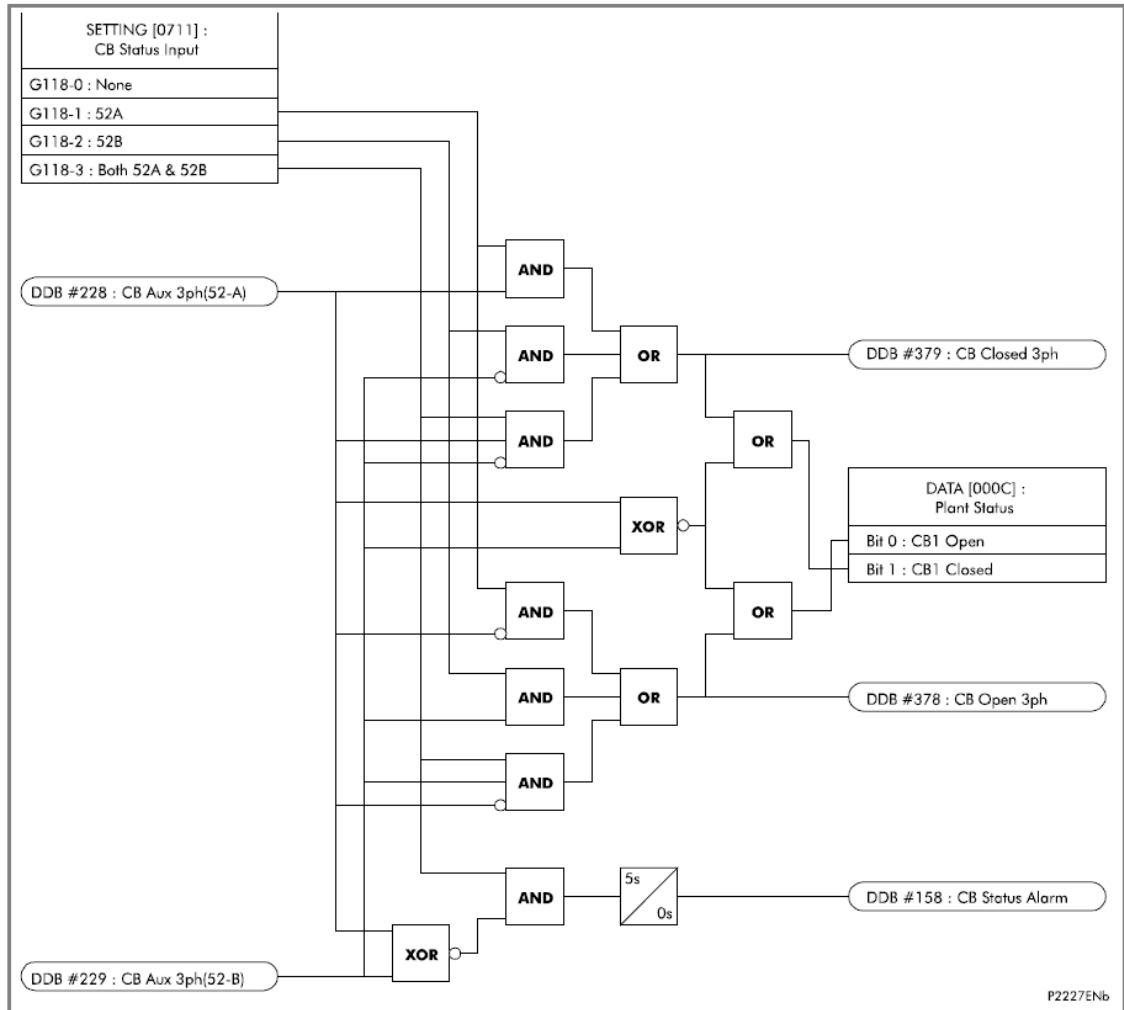 SETTING [0711] :
CB Status Input
G118-0 : None
G118-1 : 52A
G118-2 : 52B
G118-3 : Both 52A & 52B
AND
DDB #228 : CB Aux 3ph(52-A)
AND
OR
DDB #379 : CB Closed 3ph
AND
OR
DATA [000C] :
Plant Status
XOR
Bit 0 : CB1 Open
Bit 1 : CB1 Closed
AND
OR
AND
OR
DDB #378 : CB Open 3ph
AND
AND
5s
0s
DDB #158 : CB Status Alarm
XOR
DDB #229 : CB Aux 3ph(52-B)
P2227ENb